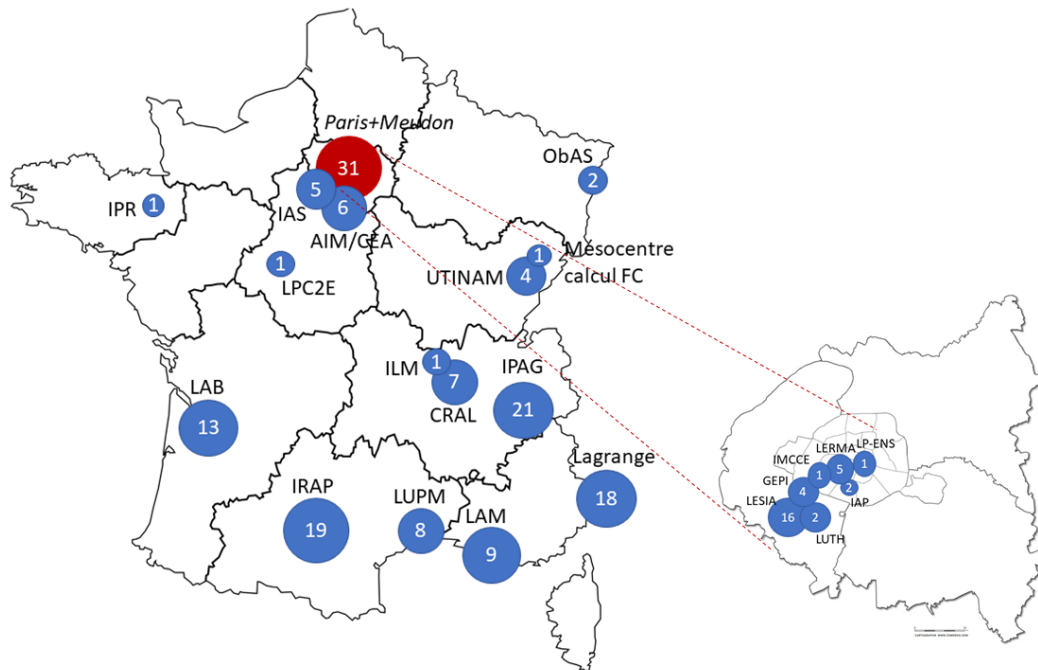 Paris+Meudon
31
ObAS
2
5
IPR
1
IAS
6
AIM/CEA
1
LPC2E
Mésocentre
1
calcul FC
UTINAM
4
ILM
1
IPAG
7
CRAL
21
LAB
13
Lagrange
18
IRAP
19
LUPM
8
LAM
9
LERMA
LP-ENS
IMCCE
1
5
1
GEPI
4
2
IAP
LESIA
16
2
LUTH